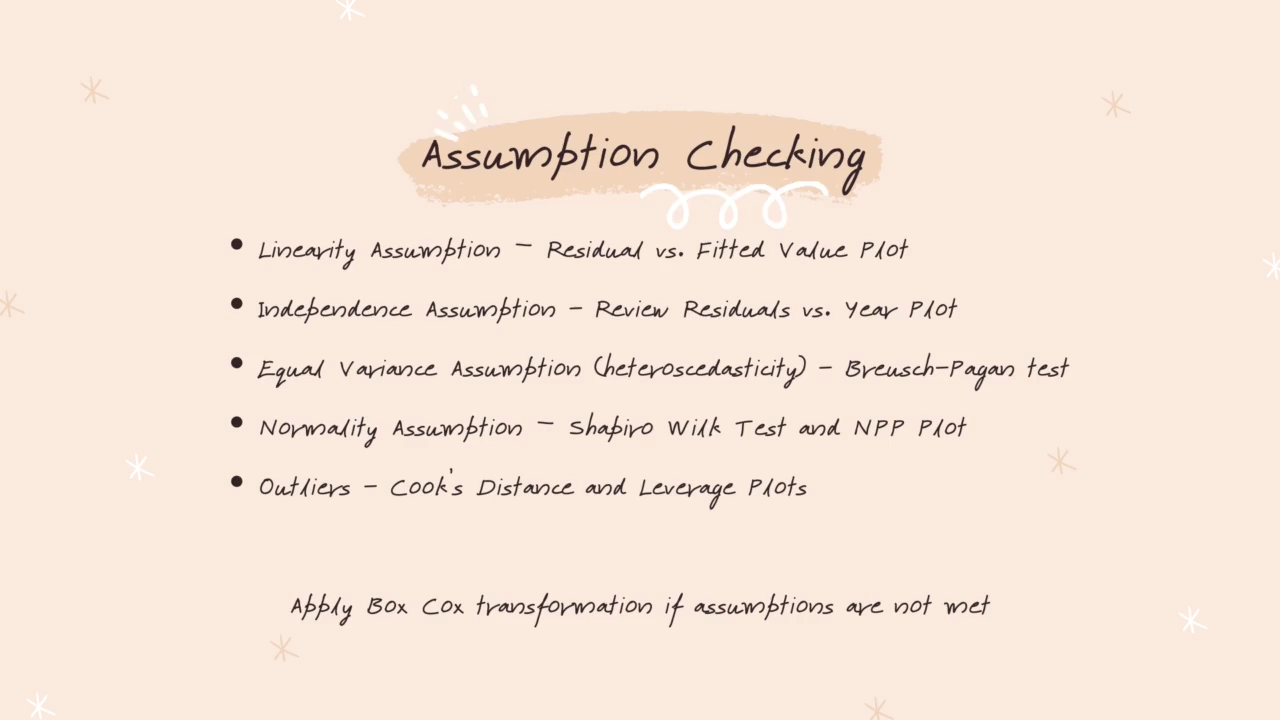 Assumption Checking
• Linearity Assumption – Residual vs. Fitted Value Plot
• Independence Assumption – Review Residuals vs. Year Plot
• Equal Variance Assumption (heteroscedasticity) – Breusch-Pagan test
• Normality Assumption – Shapiro Wilk Test and NPP Plot
• Outliers – Cook's Distance and Leverage Plots
Apply Box Cox transformation if assumptions are not met